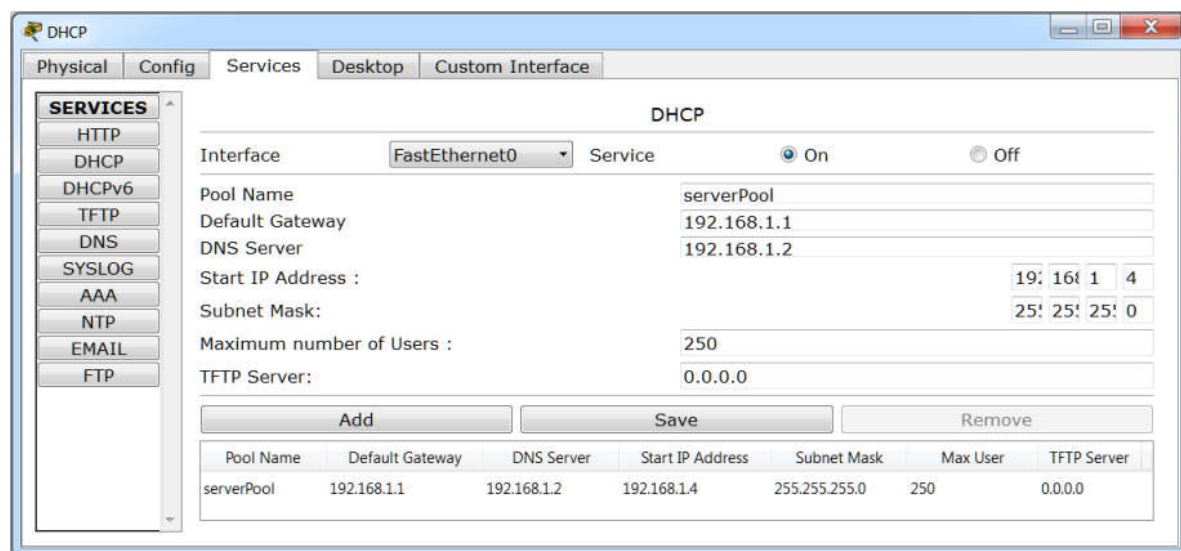 DHCP
Physical Config Services Desktop Custom Interface
SERVICES
HTTP
DHCP
DHCPv6
TFTP
DNS
SYSLOG
AAA
NTP
EMAIL
FTP
DHCP
Interface FastEthernet0 Service On Off
Pool Name serverPool
Default Gateway 192.168.1.1
DNS Server 192.168.1.2
Start IP Address : 1 4
Subnet Mask: 0
Maximum number of Users : 250
TFTP Server: 0.0.0.0
Add Save Remove
Pool Name Default Gateway DNS Server Start IP Address Subnet Mask Max User TFTP Server
serverPool 192.168.1.1 192.168.1.2 192.168.1.4 255.255.255.0 250 0.0.0.0